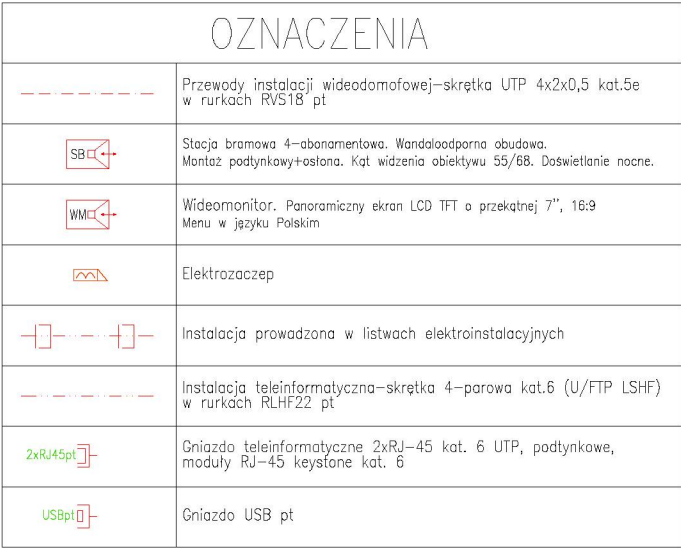 OZNACZENIA
Przewody instalacji wideodomofowej-skrętka UTP 4x2x0,5 kat.5e
w rurkach RVS18 pt
SB
Stacja bramowa 4-abonamentowa. Wandaloodporna obudowa.
Montaż podtynkowy+osłona. Kąt widzenia obiektywu 55/68. Doświetlanie nocne.
WM
Wideomonitor. Panoramiczny ekran LCD TFT o przekątnej 7", 16:9
Menu w języku Polskim
Elektrozaczep
Instalacja prowadzona w listwach elektroinstalacyjnych
Instalacja teleinformatyczna-skrętka 4-parowa kat.6 (U/FTP LSHF)
w rurkach RLHF22 pt
2xRJ45pt
Gniazdo teleinformatyczne 2xRJ-45 kat. 6 UTP, podtynkowe,
moduły RJ-45 keystone kat. 6
USBpt
Gniazdo USB pt